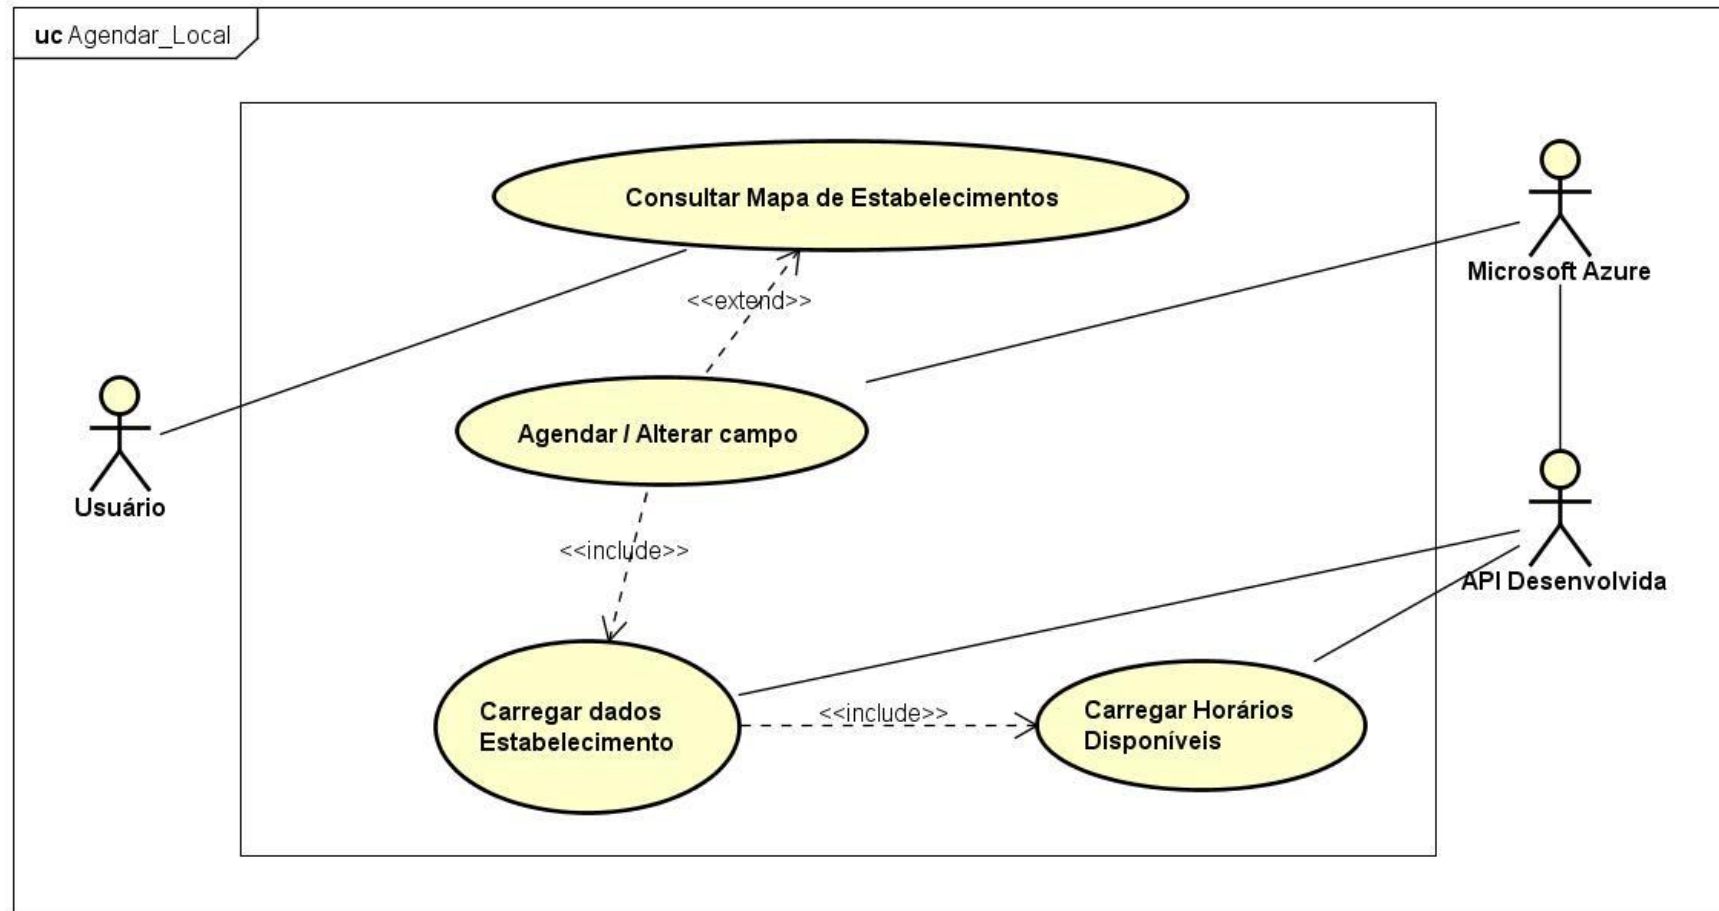 uc Agendar_Local
Consultar Mapa de Estabelecimentos
Microsoft Azure
<<extend>>
Agendar / Alterar campo
Usuário
<<include>>
API Desenvolvida
Carregar dados
Estabelecimento
<<include>>
Carregar Horários
Disponíveis